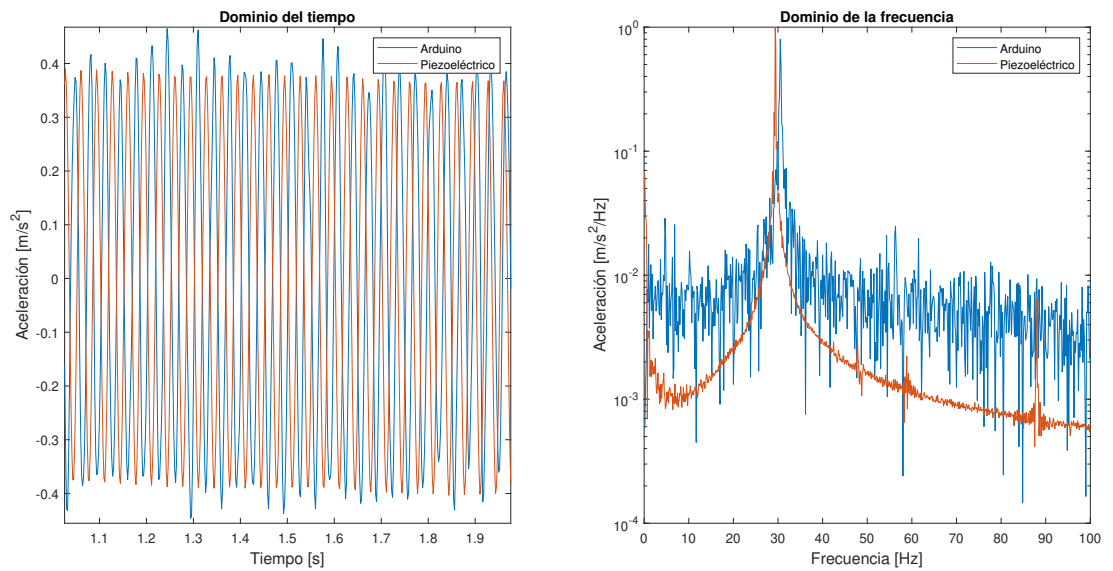 Dominio del tiempo
Arduino
Piezoeléctrico
0.4
0.3
0.2
0.1
0
-0.1
-0.2
-0.3
-0.4
Aceleración [m/s²]
1.1 1.2 1.3 1.4 1.5 1.6 1.7 1.8 1.9
Tiempo [s]
Dominio de la frecuencia
Arduino
Piezoeléctrico
10⁰
10⁻¹
10⁻²
10⁻³
10⁻⁴
Aceleración [m/s²/Hz]
0 10 20 30 40 50 60 70 80 90 100
Frecuencia [Hz]